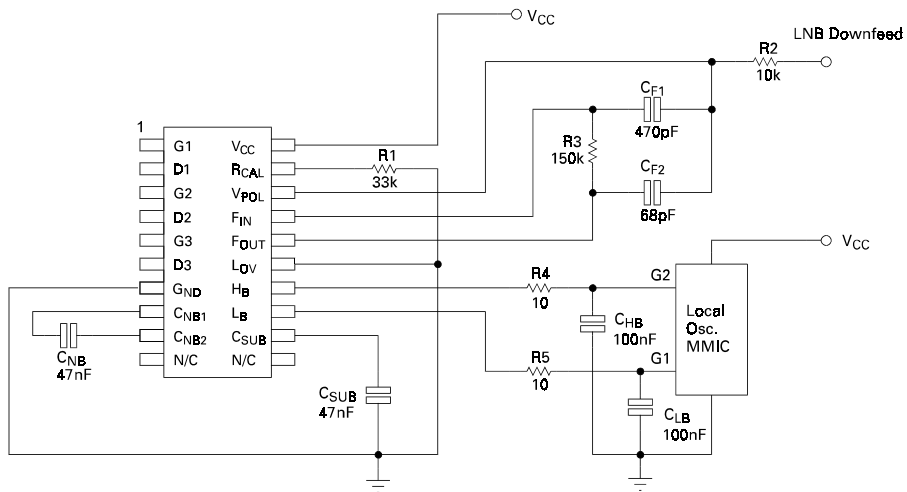 VCC
LNB Downfeed
R2
10k
CF1
470pF
R3
150k
CF2
68pF
1
G1
VCC
D1
RCAL
G2
VPOL
D2
FIN
G3
FOUT
D3
LOV
GND
HB
CNB1
LB
CNB2
CSUB
N/C
N/C
R1
33k
CNB
47nF
CSUB
47nF
R4
10
R5
10
CHB
100nF
CLB
100nF
VCC
G2
G1
Local
Osc.
MMIC